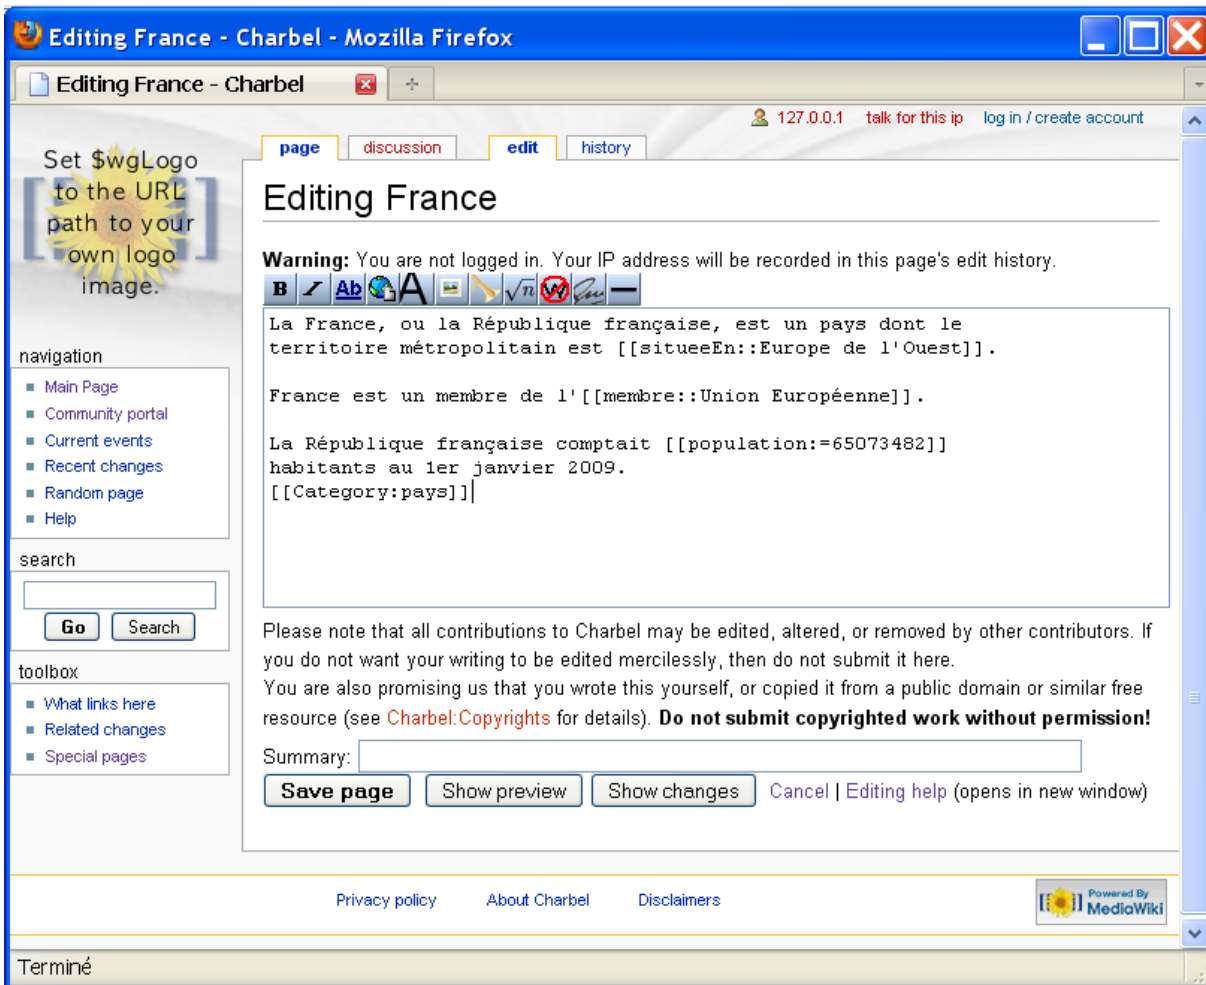 Editing France - Charbel - Mozilla Firefox
Editing France - Charbel
127.0.0.1 talk for this ip log in / create account
Set $wgLogo
to the URL
path to your
own logo
image.
page discussion edit history
Editing France
Warning: You are not logged in. Your IP address will be recorded in this page's edit history.
B I Ab A √n W
La France, ou la République française, est un pays dont le
territoire métropolitain est [[situeeEn::Europe de l'Ouest]].
France est un membre de l'[[membre::Union Européenne]].
La République française comptait [[population:=65073482]]
habitants au 1er janvier 2009.
[[Category:pays]]
navigation
Main Page
Community portal
Current events
Recent changes
Random page
Help
search
Go Search
toolbox
What links here
Related changes
Special pages
Please note that all contributions to Charbel may be edited, altered, or removed by other contributors. If
you do not want your writing to be edited mercilessly, then do not submit it here.
You are also promising us that you wrote this yourself, or copied it from a public domain or similar free
resource (see Charbel:Copyrights for details). Do not submit copyrighted work without permission!
Summary:
Save page Show preview Show changes Cancel | Editing help (opens in new window)
Privacy policy About Charbel Disclaimers
Powered By
MediaWiki
Terminé